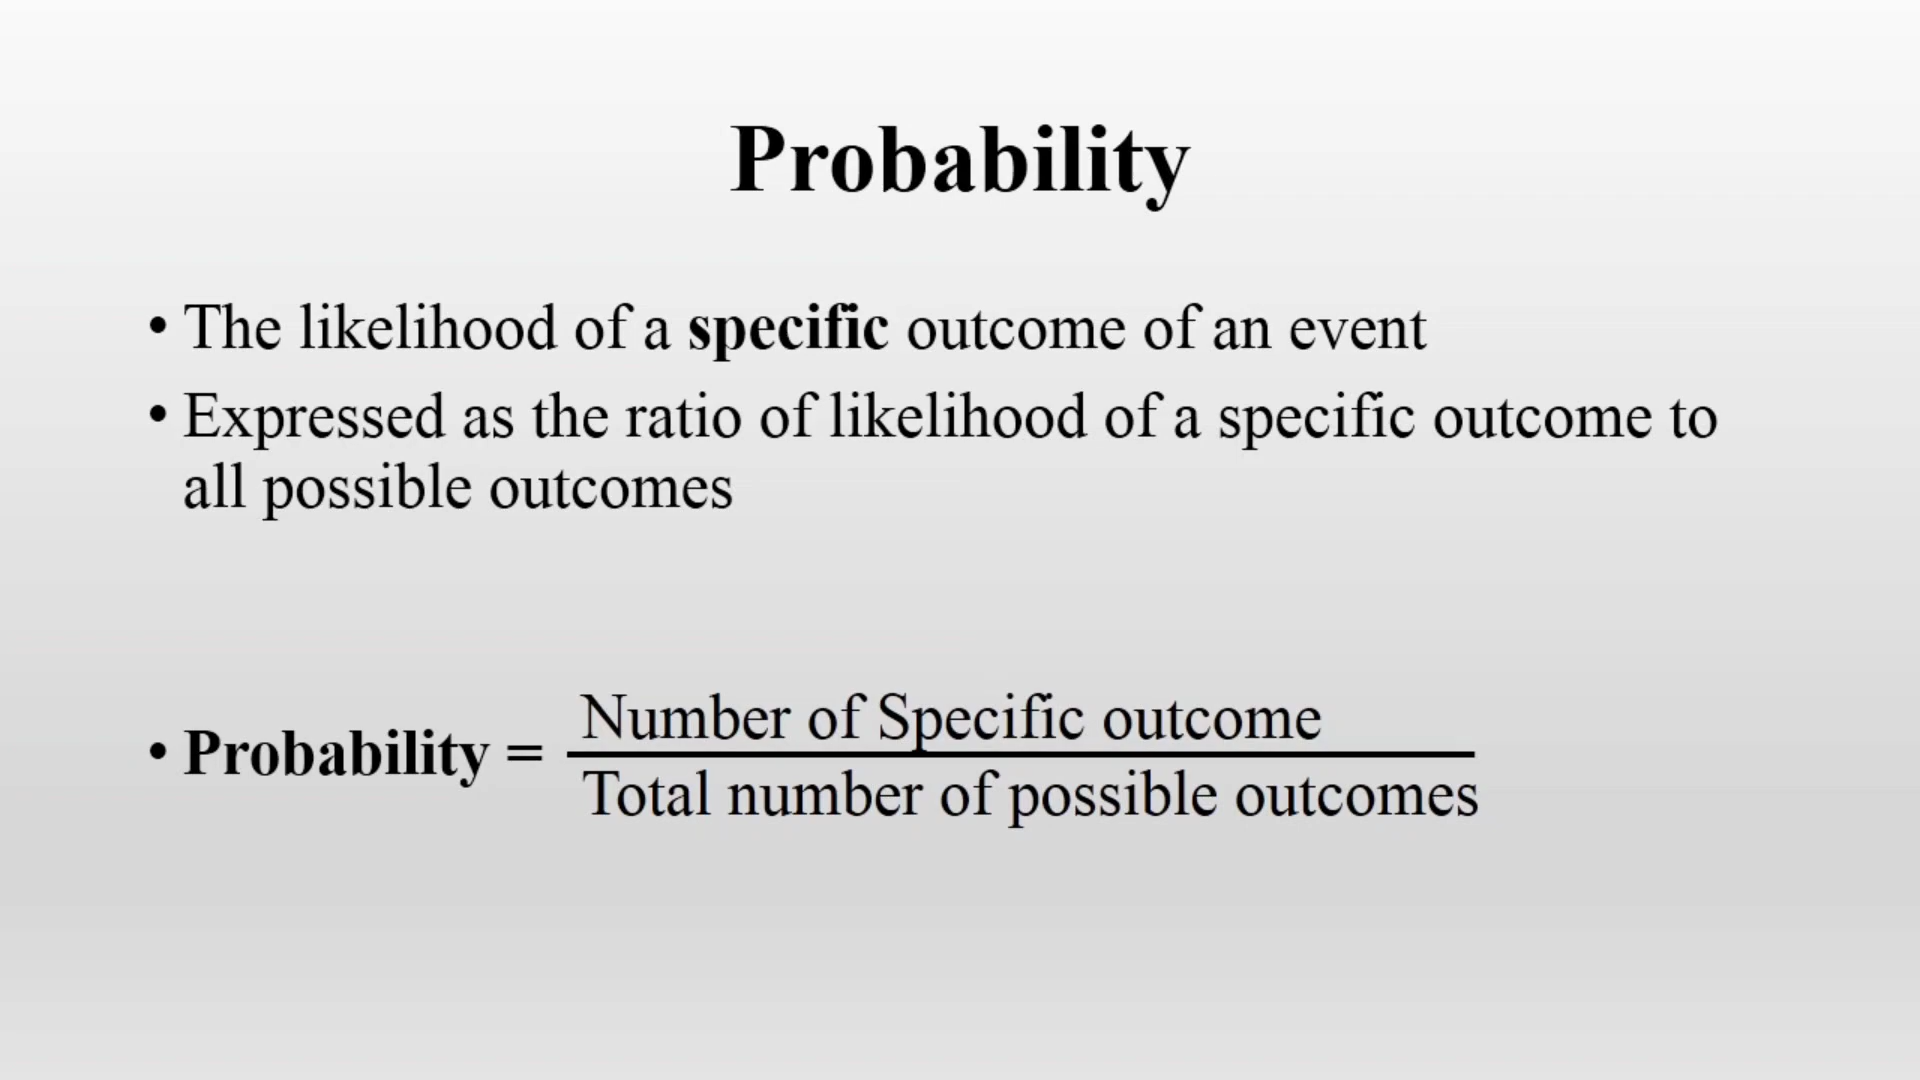 Probability
• The likelihood of a specific outcome of an event
• Expressed as the ratio of likelihood of a specific outcome to
all possible outcomes
• Probability = Number of Specific outcome
Total number of possible outcomes